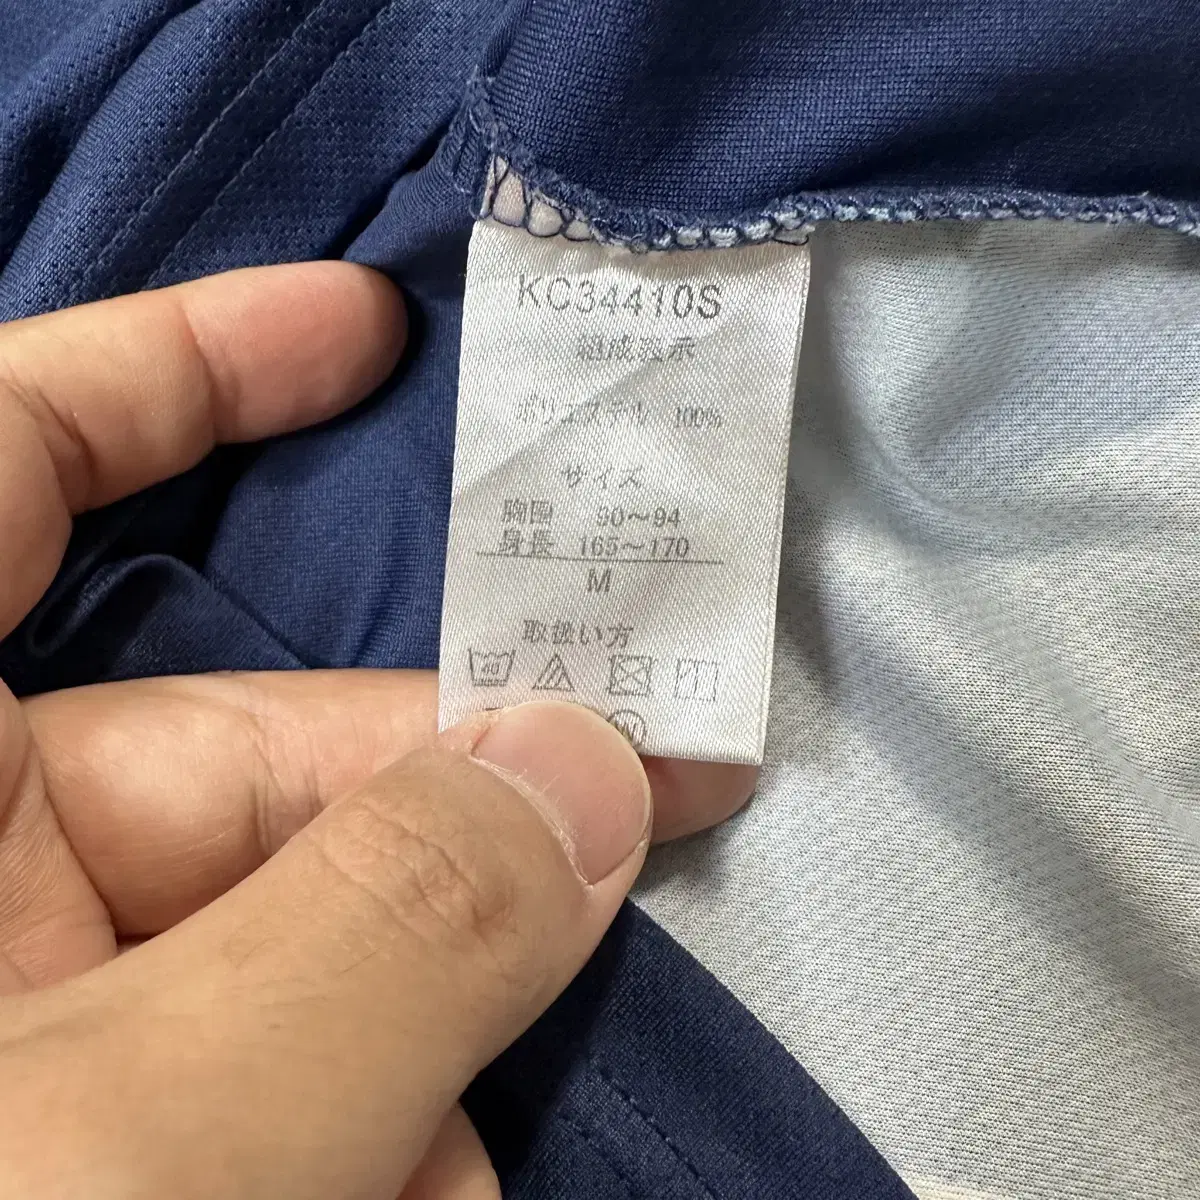 KC34410S
組成表示
ポリエステル 100%
サイズ
胸囲 90～94
身長 165～170
M
取扱い方
40